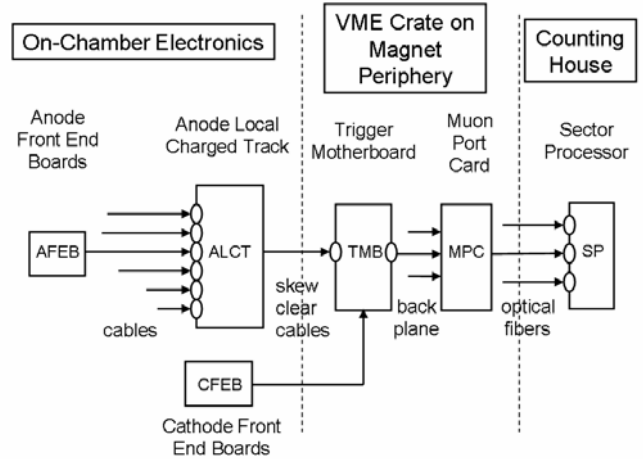 On-Chamber Electronics
VME Crate on
Magnet
Periphery
Counting
House
Anode
Front End
Boards
Anode Local
Charged Track
Trigger
Motherboard
Muon
Port
Card
Sector
Processor
AFEB
ALCT
TMB
MPC
SP
cables
skew
clear
cables
back
plane
optical
fibers
CFEB
Cathode Front
End Boards